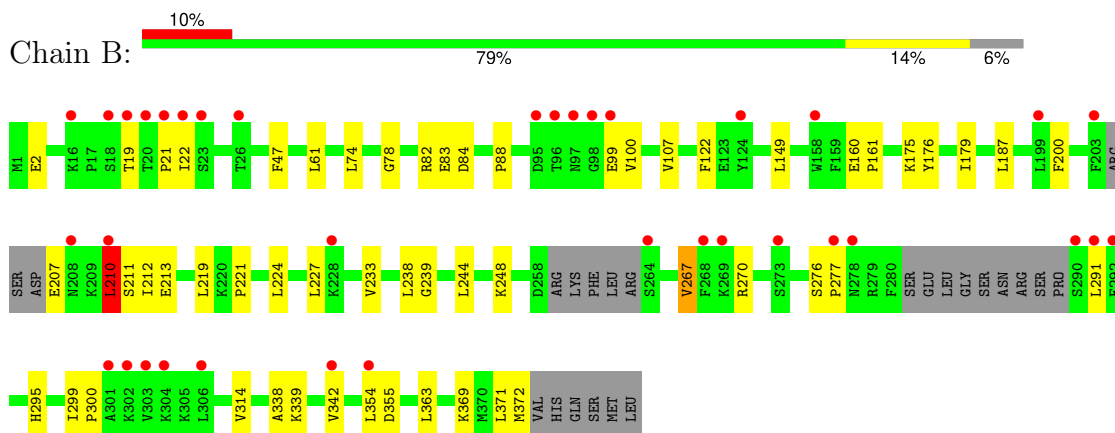 10%
Chain B:
79% 14% 6%
M1 E2 K16 P17 S18 T19 T20 P21 I22 S23 T26 F47 L61 L74 G78 R82 E83 D84 P88 D95 T96 N97 G98 E99 V100 V107 F122 E123 Y124 L149 W158 F159 E160 P161 K175 Y176 I179 L187 L199 F200 F203 ARG
SER ASP E207 N208 K209 L210 S211 I212 E213 L219 K220 P221 L224 L227 K228 V233 L238 G239 L244 K248 D258 ARG LYS PHE LEU ARG S264 V267 F268 K269 R270 S273 S276 P277 N278 R279 F280 SER GLU LEU GLY SER ASN ARG SER PRO S290 L291
H295 I299 P300 A301 K302 V303 K304 K305 L306 V314 A338 K339 V342 L354 D355 L363 K369 M370 L371 M372 VAL HIS GLN SER MET LEU